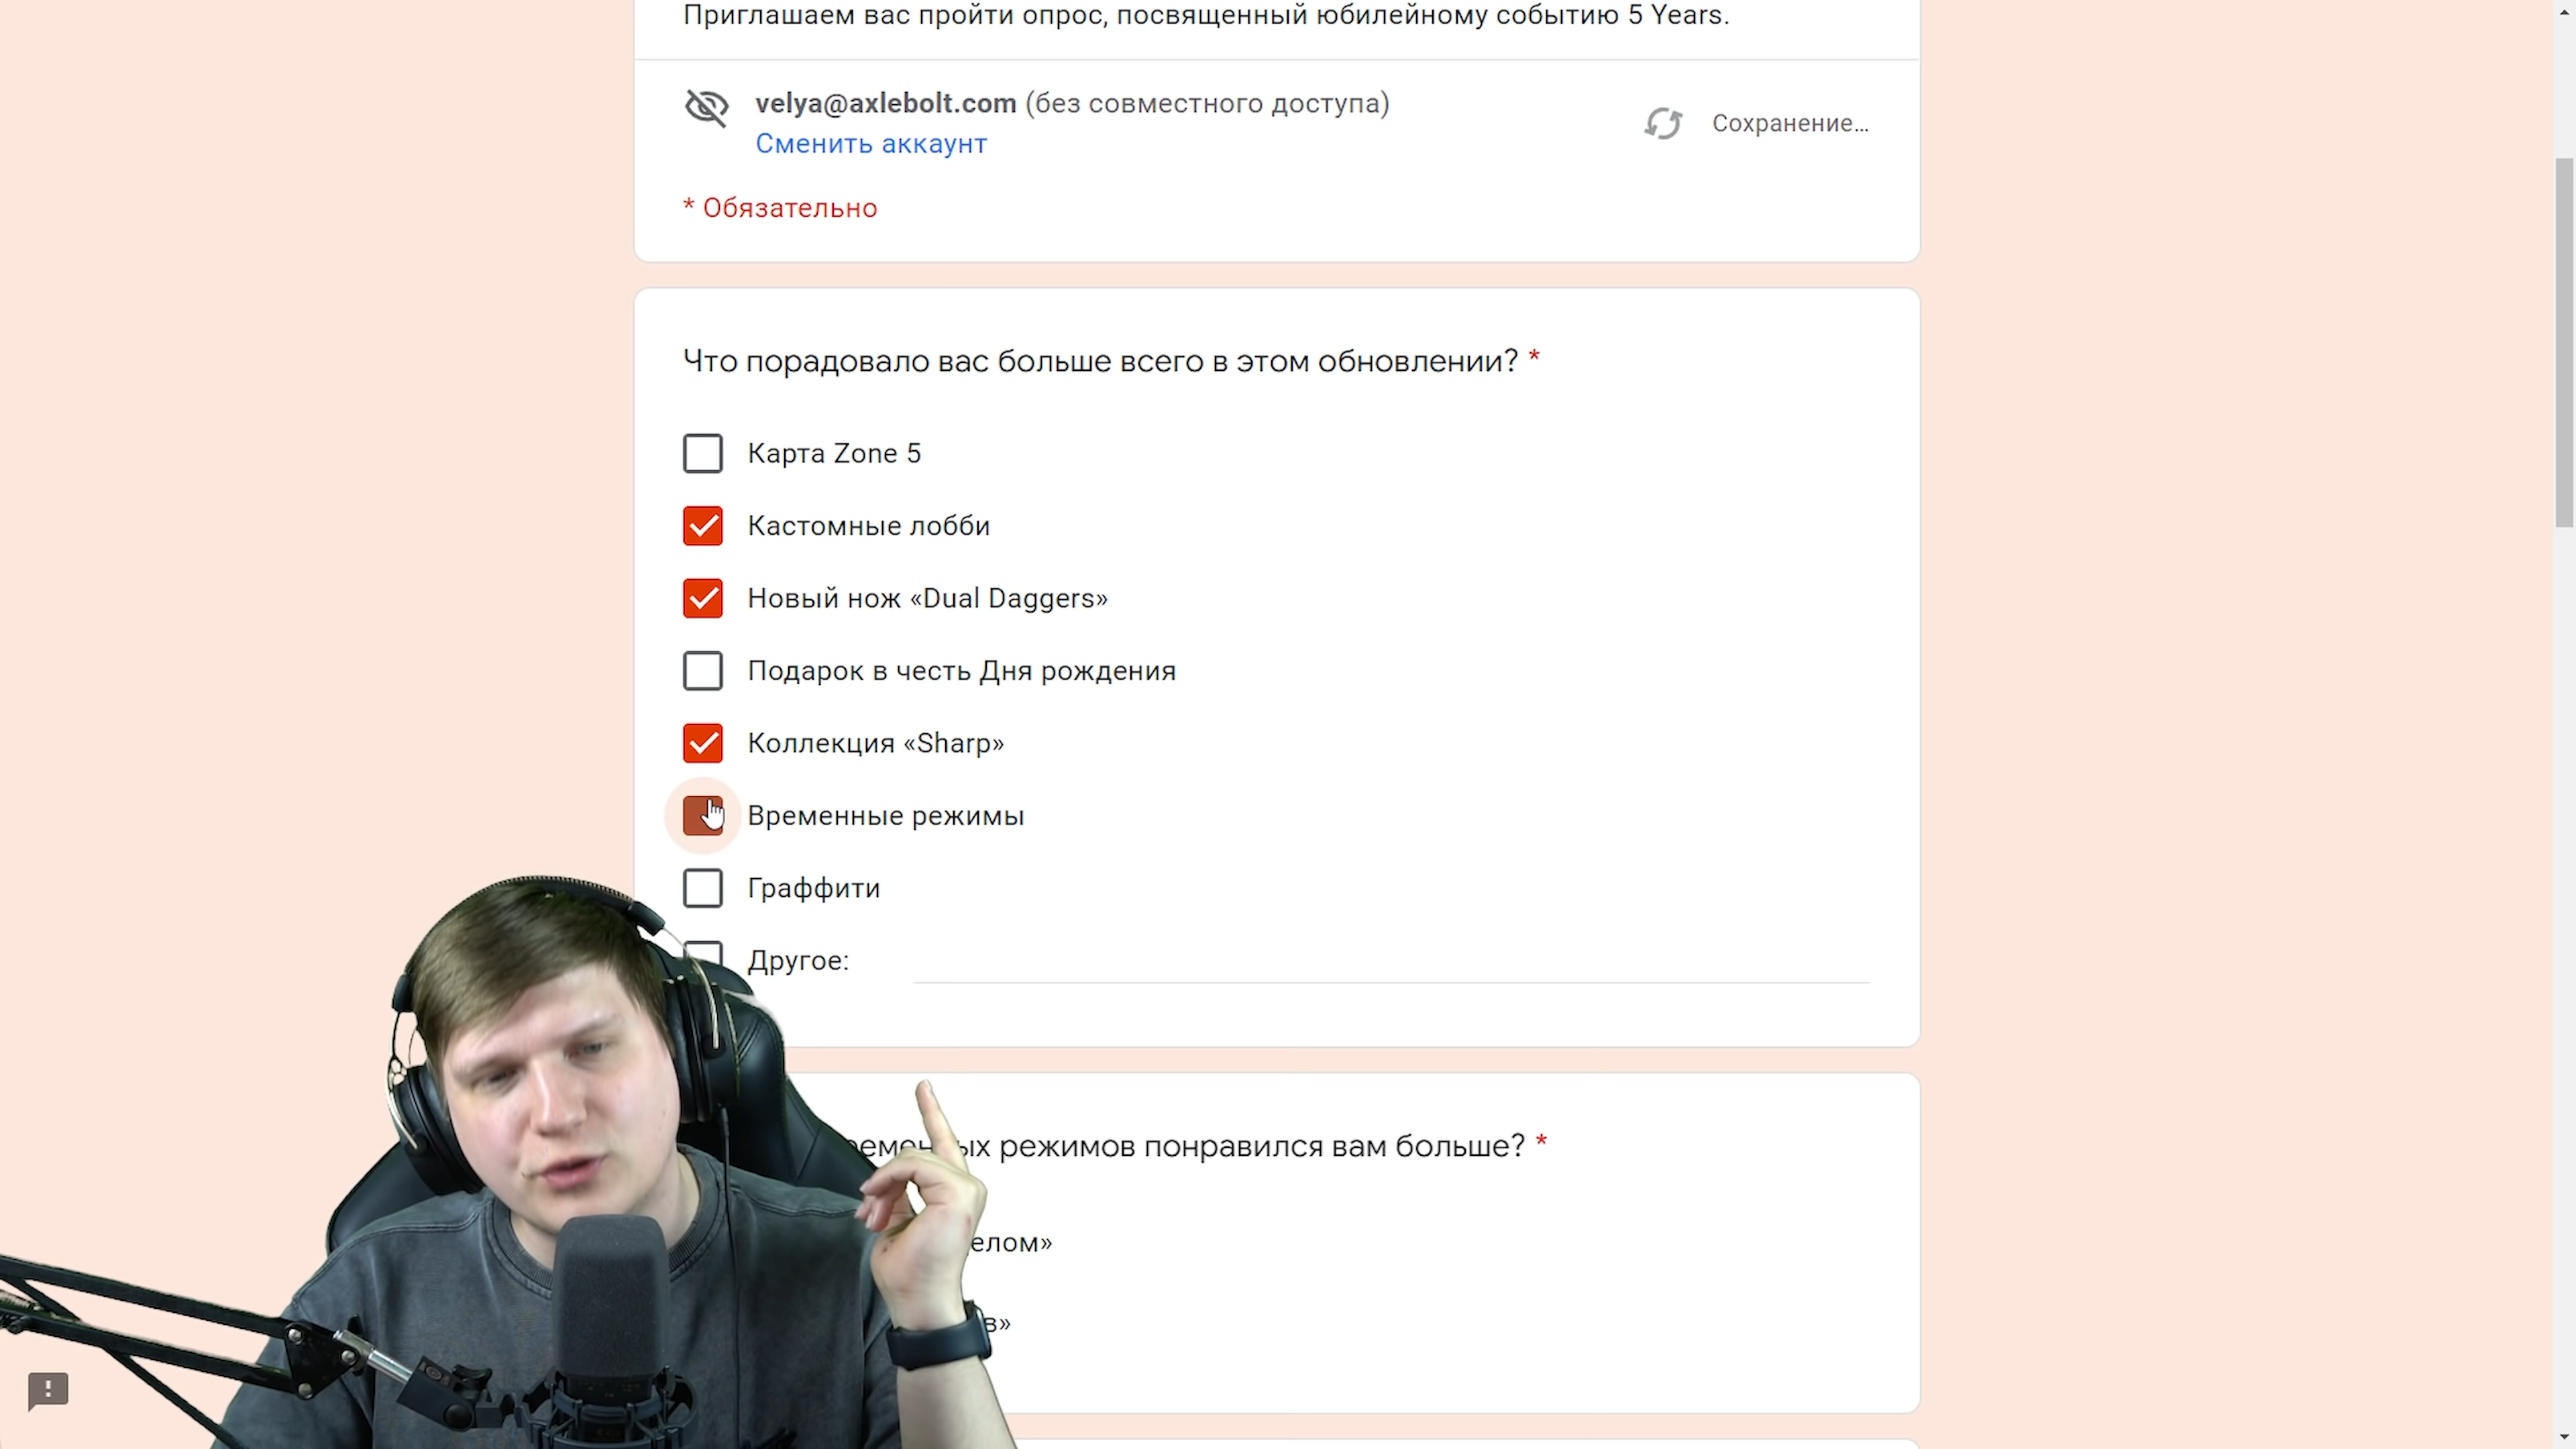 Приглашаем вас пройти опрос, посвященный юбилейному событию 5 Years.
velya@axlebolt.com (без совместного доступа)
Сменить аккаунт
Сохранение…
* Обязательно
Что порадовало вас больше всего в этом обновлении? *
Карта Zone 5
Кастомные лобби
Новый нож «Dual Daggers»
Подарок в честь Дня рождения
Коллекция «Sharp»
Временные режимы
Граффити
Другое:
режимов понравился вам больше? *